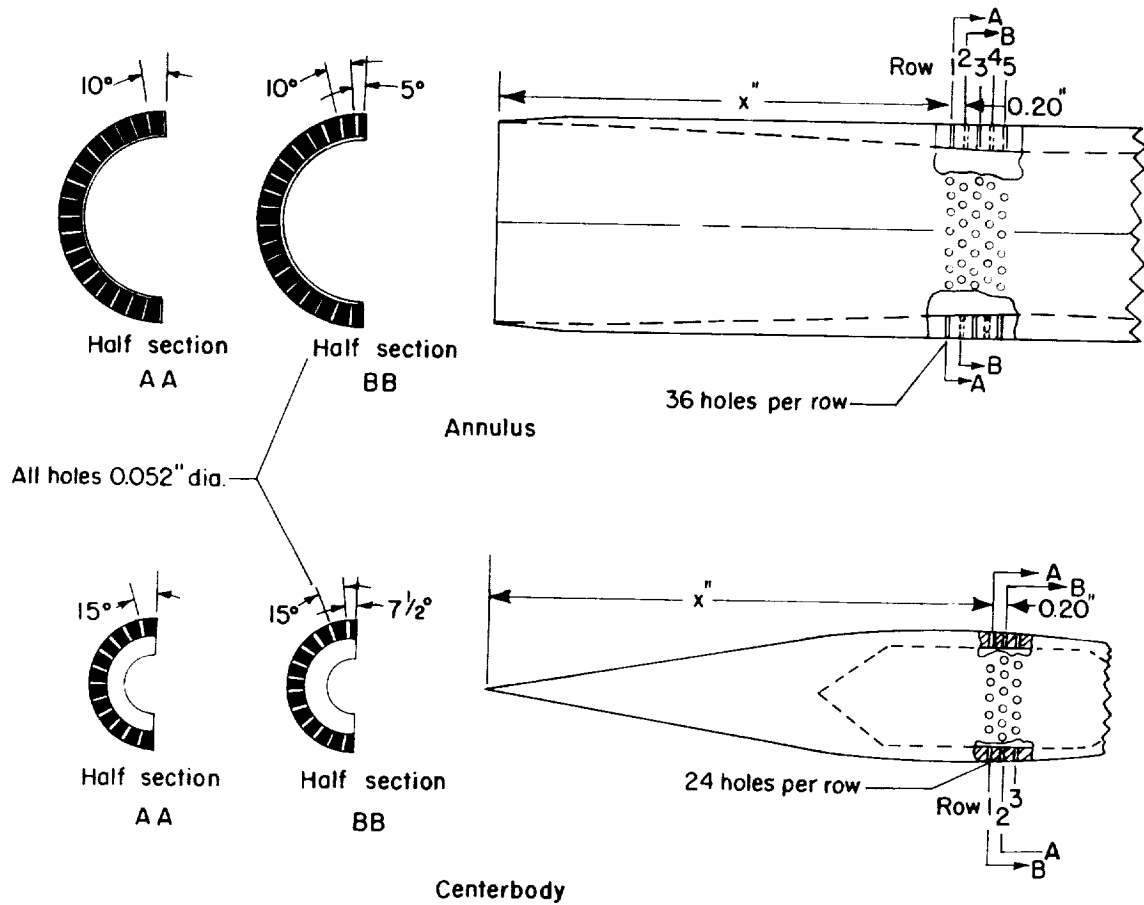 A
B
Row 1 2 3 4 5
10°
10°
5°
x"
0.20"
Half section
A A
Half section
BB
B
A
36 holes per row
Annulus
All holes 0.052" dia.
A
B
15°
15°
7½°
x"
0.20"
Half section
A A
Half section
BB
24 holes per row
Row 1 2 3
A
B
Centerbody